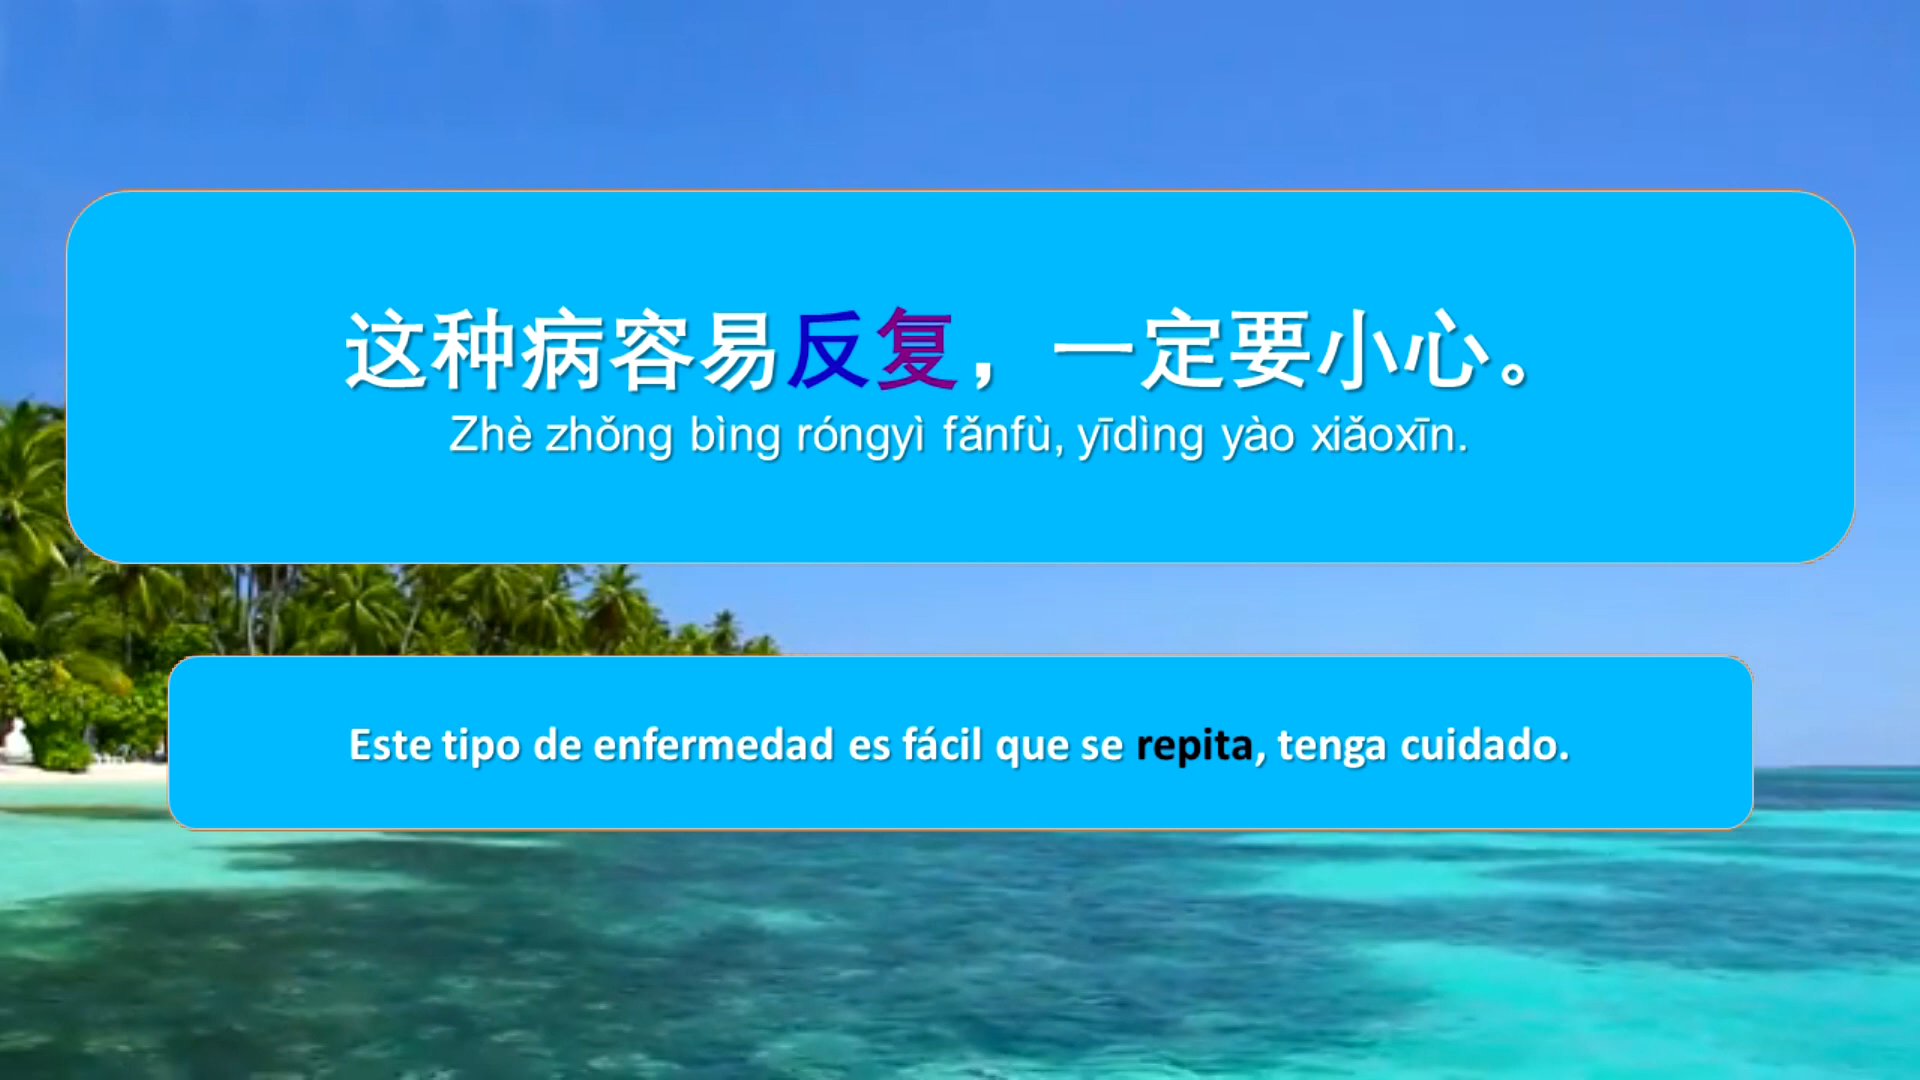 这种病容易反复，一定要小心。
Zhè zhǒng bìng róngyì fǎnfù, yīdìng yào xiǎoxīn.
Este tipo de enfermedad es fácil que se repita, tenga cuidado.